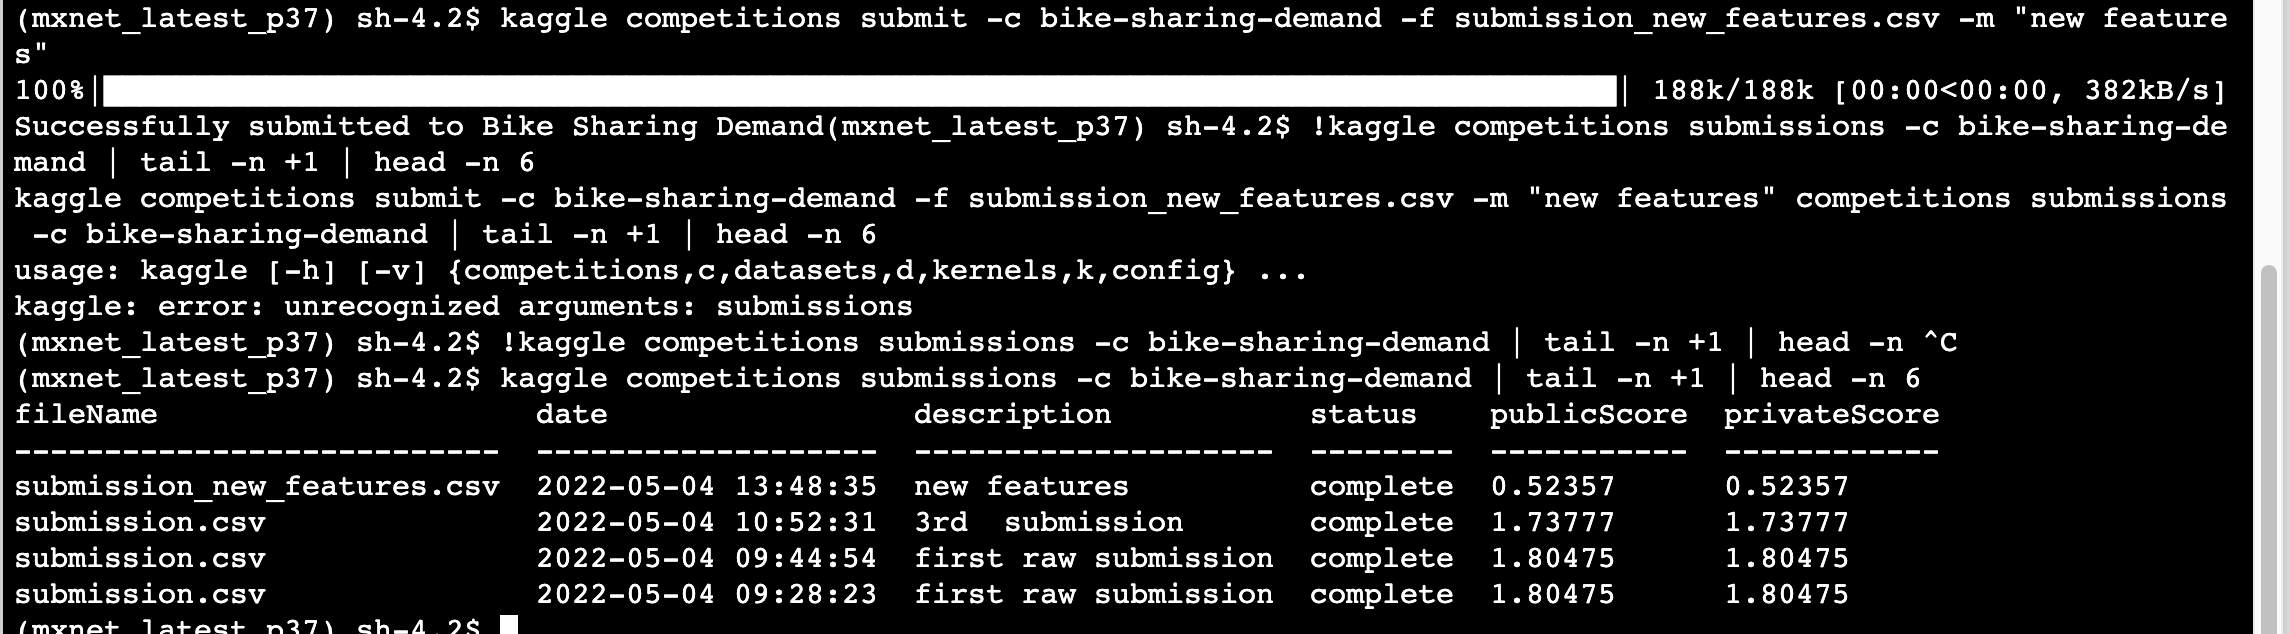 (mxnet_latest_p37) sh-4.2$ kaggle competitions submit -c bike-sharing-demand -f submission_new_features.csv -m "new feature
s"
100%| | 188k/188k [00:00<00:00, 382kB/s]
Successfully submitted to Bike Sharing Demand(mxnet_latest_p37) sh-4.2$ !kaggle competitions submissions -c bike-sharing-de
mand | tail -n +1 | head -n 6
kaggle competitions submit -c bike-sharing-demand -f submission_new_features.csv -m "new features" competitions submissions
 -c bike-sharing-demand | tail -n +1 | head -n 6
usage: kaggle [-h] [-v] {competitions,c,datasets,d,kernels,k,config} ...
kaggle: error: unrecognized arguments: submissions
(mxnet_latest_p37) sh-4.2$ !kaggle competitions submissions -c bike-sharing-demand | tail -n +1 | head -n ^C
(mxnet_latest_p37) sh-4.2$ kaggle competitions submissions -c bike-sharing-demand | tail -n +1 | head -n 6
fileName                     date                 description           status    publicScore  privateScore
---------------------------  -------------------  --------------------  --------  -----------  ------------
submission_new_features.csv  2022-05-04 13:48:35  new features          complete  0.52357      0.52357
submission.csv               2022-05-04 10:52:31  3rd  submission       complete  1.73777      1.73777
submission.csv               2022-05-04 09:44:54  first raw submission  complete  1.80475      1.80475
submission.csv               2022-05-04 09:28:23  first raw submission  complete  1.80475      1.80475
(mxnet_latest_p37) sh-4.2$